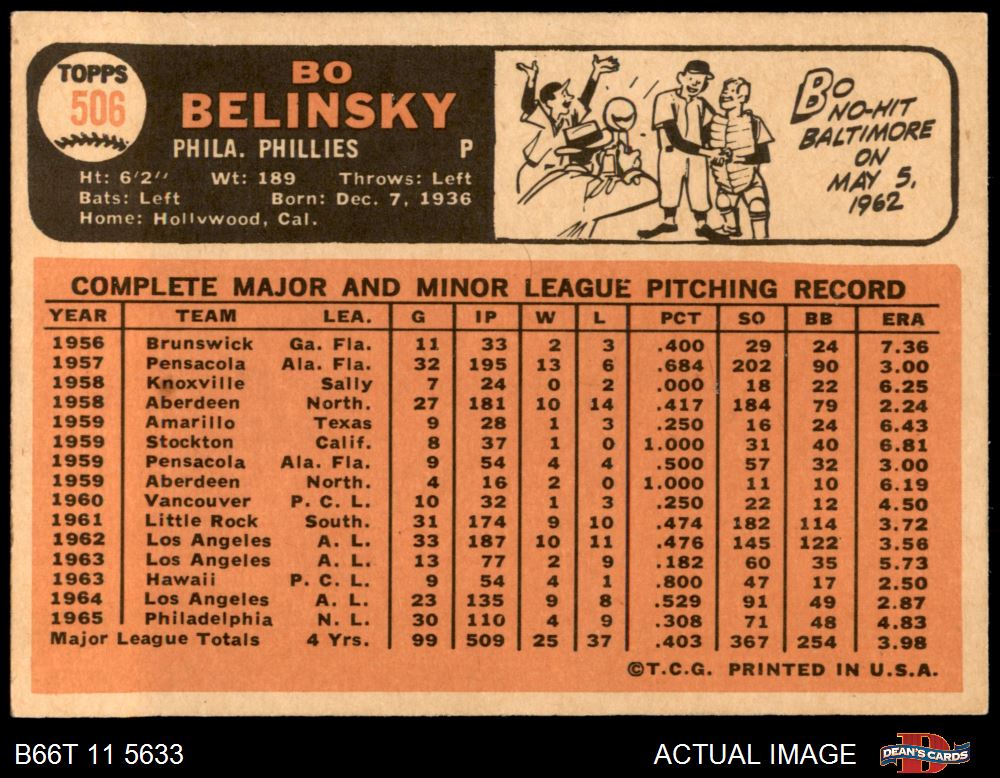 TOPPS
506
BO
BELINSKY
PHILA. PHILLIES P
Ht: 6'2" Wt: 189 Throws: Left
Bats: Left Born: Dec. 7, 1936
Home: Hollywood, Cal.
BO
NO-HIT
BALTIMORE
ON
MAY 5,
1962
COMPLETE MAJOR AND MINOR LEAGUE PITCHING RECORD
YEAR TEAM LEA. G IP W L PCT SO BB ERA
1956 Brunswick Ga. Fla. 11 33 2 3 .400 29 24 7.36
1957 Pensacola Ala. Fla. 32 195 13 6 .684 202 90 3.00
1958 Knoxville Sally 7 24 0 2 .000 18 22 6.25
1958 Aberdeen North. 27 181 10 14 .417 184 79 2.24
1959 Amarillo Texas 9 28 1 3 .250 16 24 6.43
1959 Stockton Calif. 8 37 1 0 1.000 31 40 6.81
1959 Pensacola Ala. Fla. 9 54 4 4 .500 57 32 3.00
1959 Aberdeen North. 4 16 2 0 1.000 11 10 6.19
1960 Vancouver P. C. L. 10 32 1 3 .250 22 12 4.50
1961 Little Rock South. 31 174 9 10 .474 182 114 3.72
1962 Los Angeles A. L. 33 187 10 11 .476 145 122 3.56
1963 Los Angeles A. L. 13 77 2 9 .182 60 35 5.73
1963 Hawaii P. C. L. 9 54 4 1 .800 47 17 2.50
1964 Los Angeles A. L. 23 135 9 8 .529 91 49 2.87
1965 Philadelphia N. L. 30 110 4 9 .308 71 48 4.83
Major League Totals 4 Yrs. 99 509 25 37 .403 367 254 3.98
©T.C.G. PRINTED IN U.S.A.
B66T 11 5633
ACTUAL IMAGE
DEAN'S CARDS